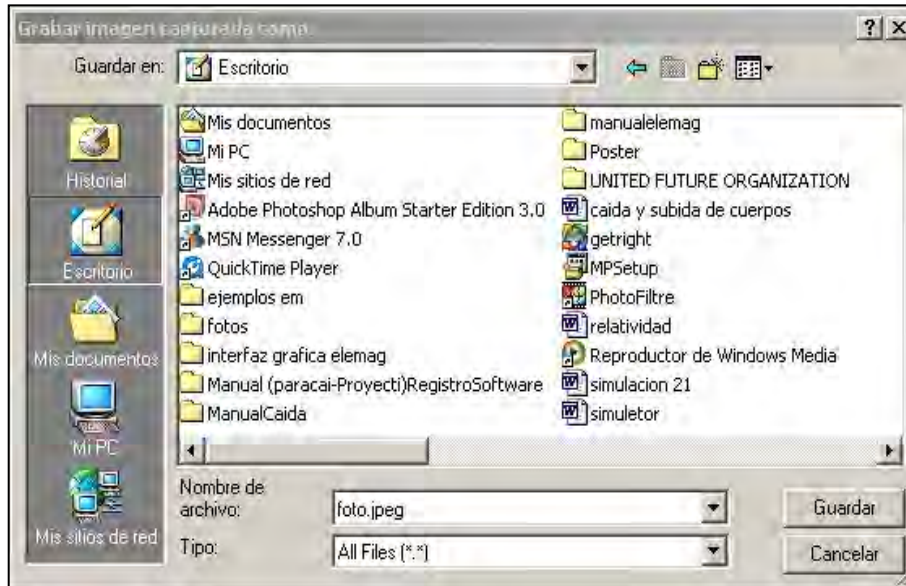 Grabar imagen capturada como
Guardar en: Escritorio
Historial
Escritorio
Mis documentos
Mi PC
Mis sitios de red
Mis documentos
Mi PC
Mis sitios de red
Adobe Photoshop Album Starter Edition 3.0
MSN Messenger 7.0
QuickTime Player
ejemplos em
fotos
interfaz grafica elemag
Manual (paracai-Proyecti)RegistroSoftware
ManualCaida
manualelemag
Poster
UNITED FUTURE ORGANIZATION
caida y subida de cuerpos
getright
MPSetup
PhotoFiltre
relatividad
Reproductor de Windows Media
simulacion 21
simuletor
Nombre de
archivo: foto.jpeg
Guardar
Tipo: All Files (*.*)
Cancelar